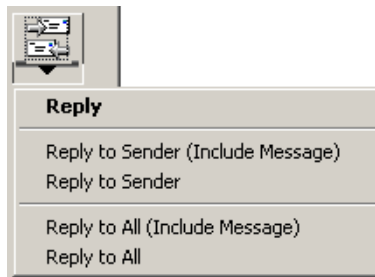 Reply
Reply to Sender (Include Message)
Reply to Sender
Reply to All (Include Message)
Reply to All